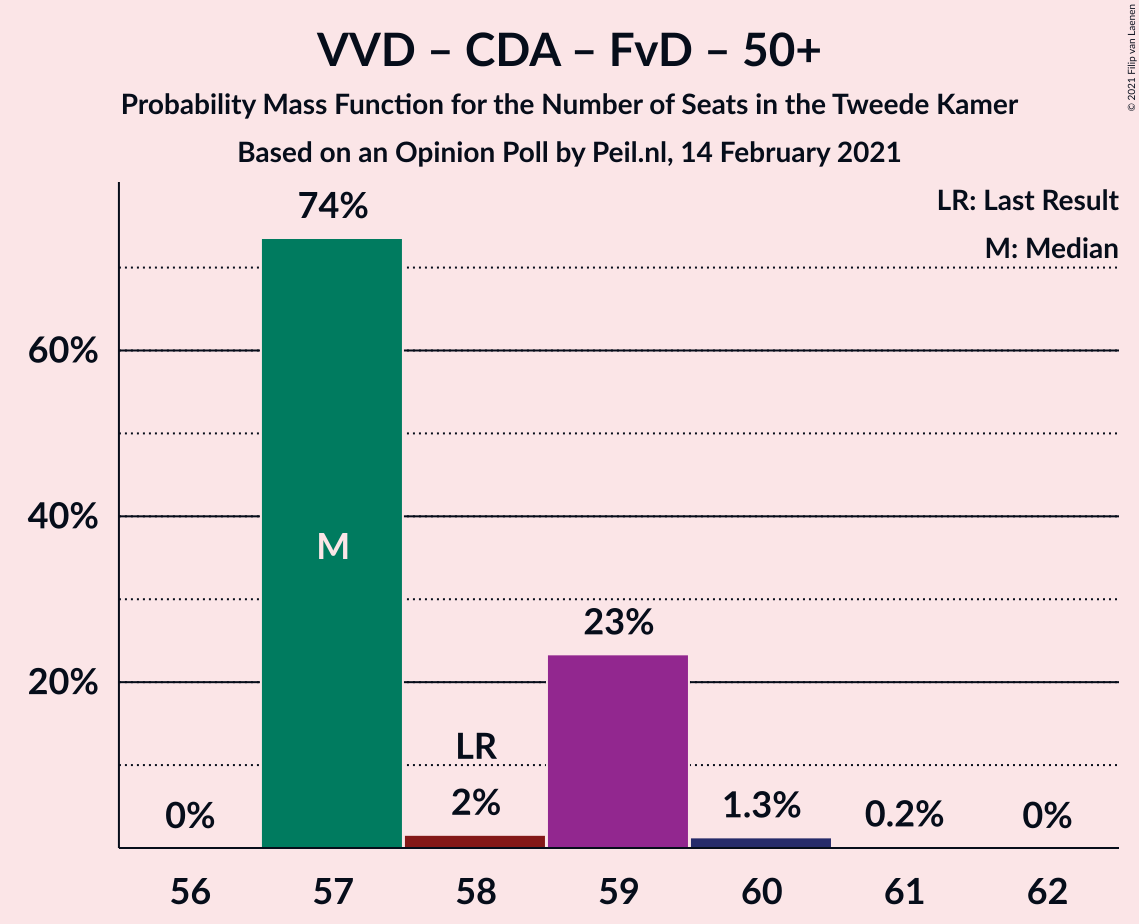 VVD – CDA – FvD – 50+
Probability Mass Function for the Number of Seats in the Tweede Kamer
Based on an Opinion Poll by Peil.nl, 14 February 2021
© 2021 Filip van Laenen
LR: Last Result
M: Median
74%
60%
40%
20%
M
23%
LR
0%
2%
1.3%
0.2%
0%
56 57 58 59 60 61 62